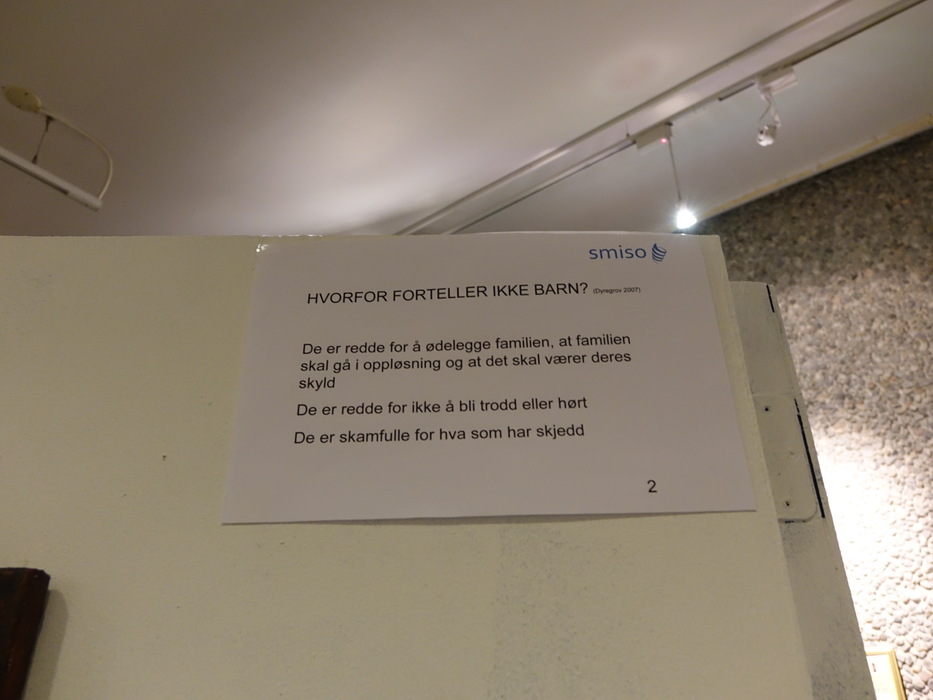 smiso
HVORFOR FORTELLER IKKE BARN? (Dyregrov 2007)
De er redde for å ødelegge familien, at familien
skal gå i oppløsning og at det skalværer deres
skyld
De er redde for ikke å bli trodd eller hørt
De er skamfulle for hva som har skjedd
2